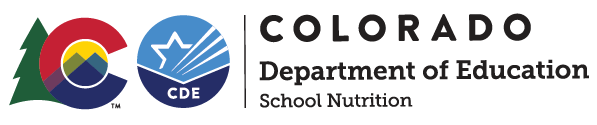 TM
CDE
COLORADO
Department of Education
School Nutrition